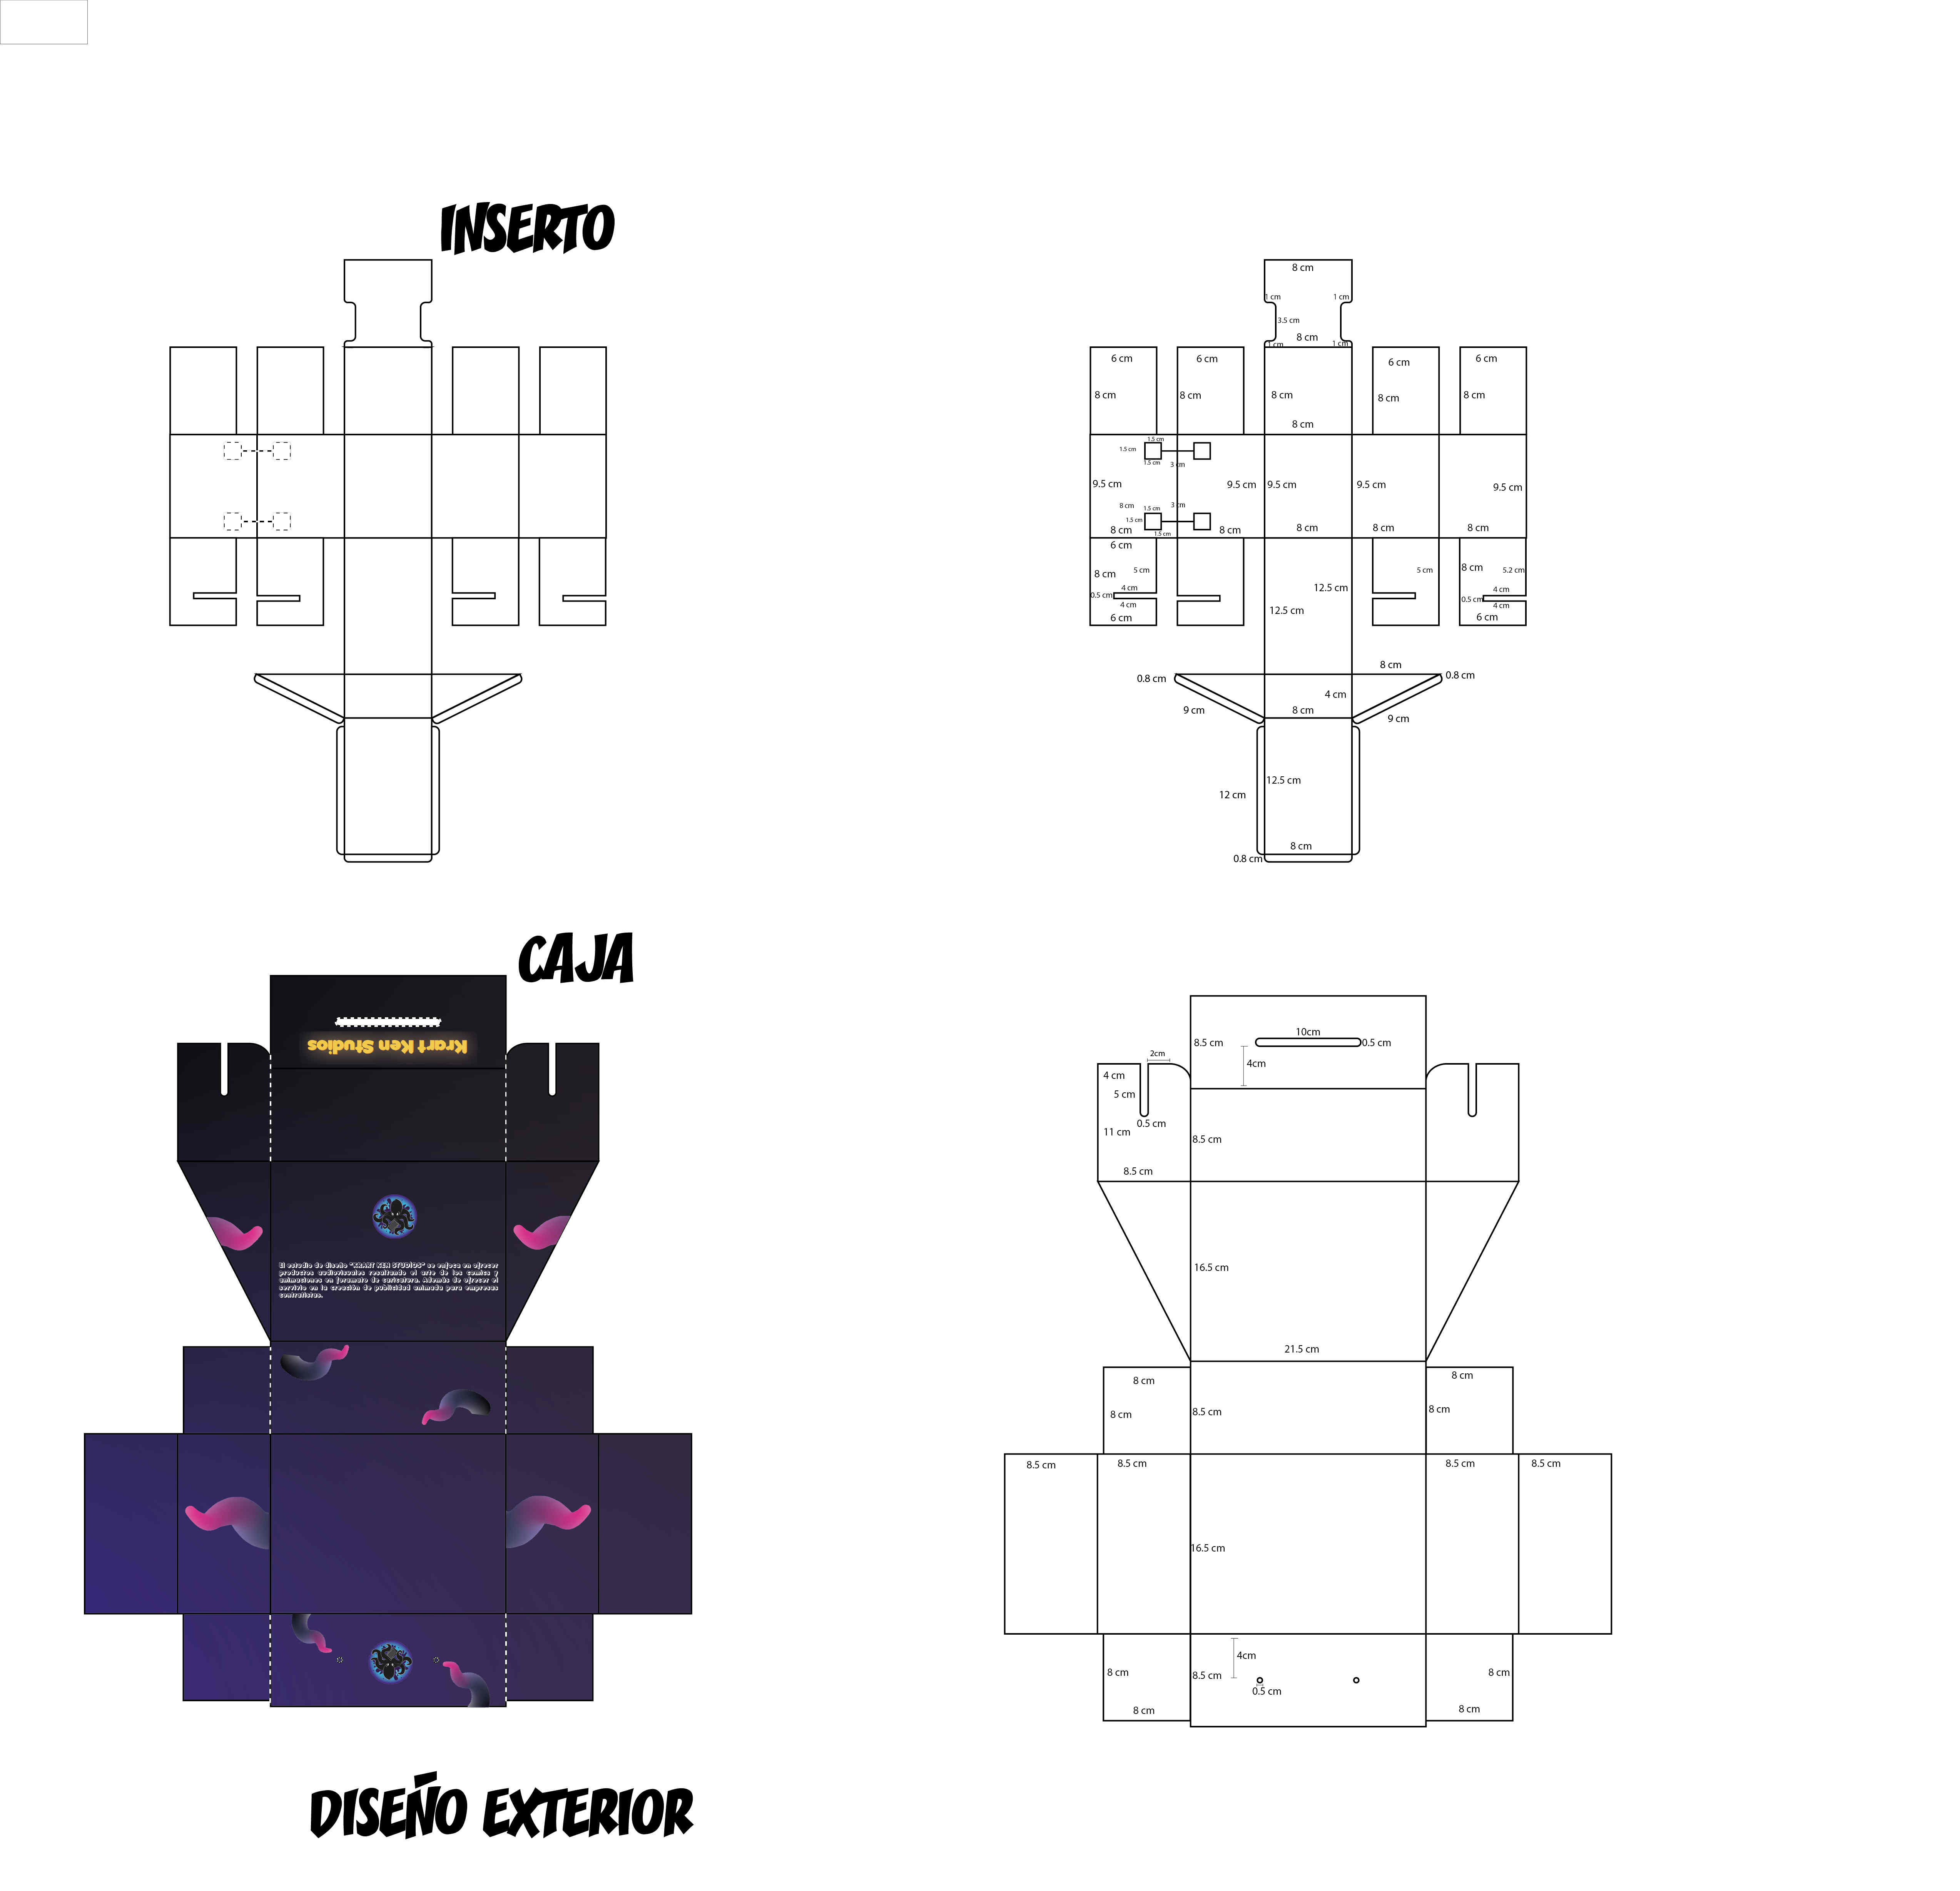 INSERTO
8 cm
1 cm
1 cm
3.5 cm
8 cm
1 cm
1 cm
6 cm
6 cm
6 cm
6 cm
8 cm
8 cm
8 cm
8 cm
8 cm
8 cm
1.5 cm
1.5 cm
1.5 cm
3 cm
9.5 cm
9.5 cm
9.5 cm
9.5 cm
9.5 cm
8 cm
1.5 cm
3 cm
1.5 cm
1.5 cm
8 cm
8 cm
8 cm
8 cm
8 cm
6 cm
8 cm
5 cm
5 cm
8 cm
5.2 cm
4 cm
4 cm
0.5 cm
0.5 cm
4 cm
4 cm
6 cm
6 cm
12.5 cm
12.5 cm
8 cm
0.8 cm
0.8 cm
4 cm
9 cm
8 cm
9 cm
12.5 cm
12 cm
8 cm
0.8 cm
CAJA
Krart Ken Studios
El estudio de diseño "KRART KEN STUDIOS" se enfoca en ofrecer
productos audiovisuales resaltando el arte de los comics y
animaciones en foramato de caricatura. Además de ofrecer el
servicio en la creación de publicidad animada para empresas
contratistas.
10cm
8.5 cm
0.5 cm
2cm
4cm
4 cm
5 cm
0.5 cm
11 cm
8.5 cm
8.5 cm
16.5 cm
21.5 cm
8 cm
8 cm
8 cm
8.5 cm
8 cm
8.5 cm
8.5 cm
8.5 cm
8.5 cm
16.5 cm
4cm
8 cm
8.5 cm
8 cm
0.5 cm
8 cm
8 cm
DISEÑO EXTERIOR